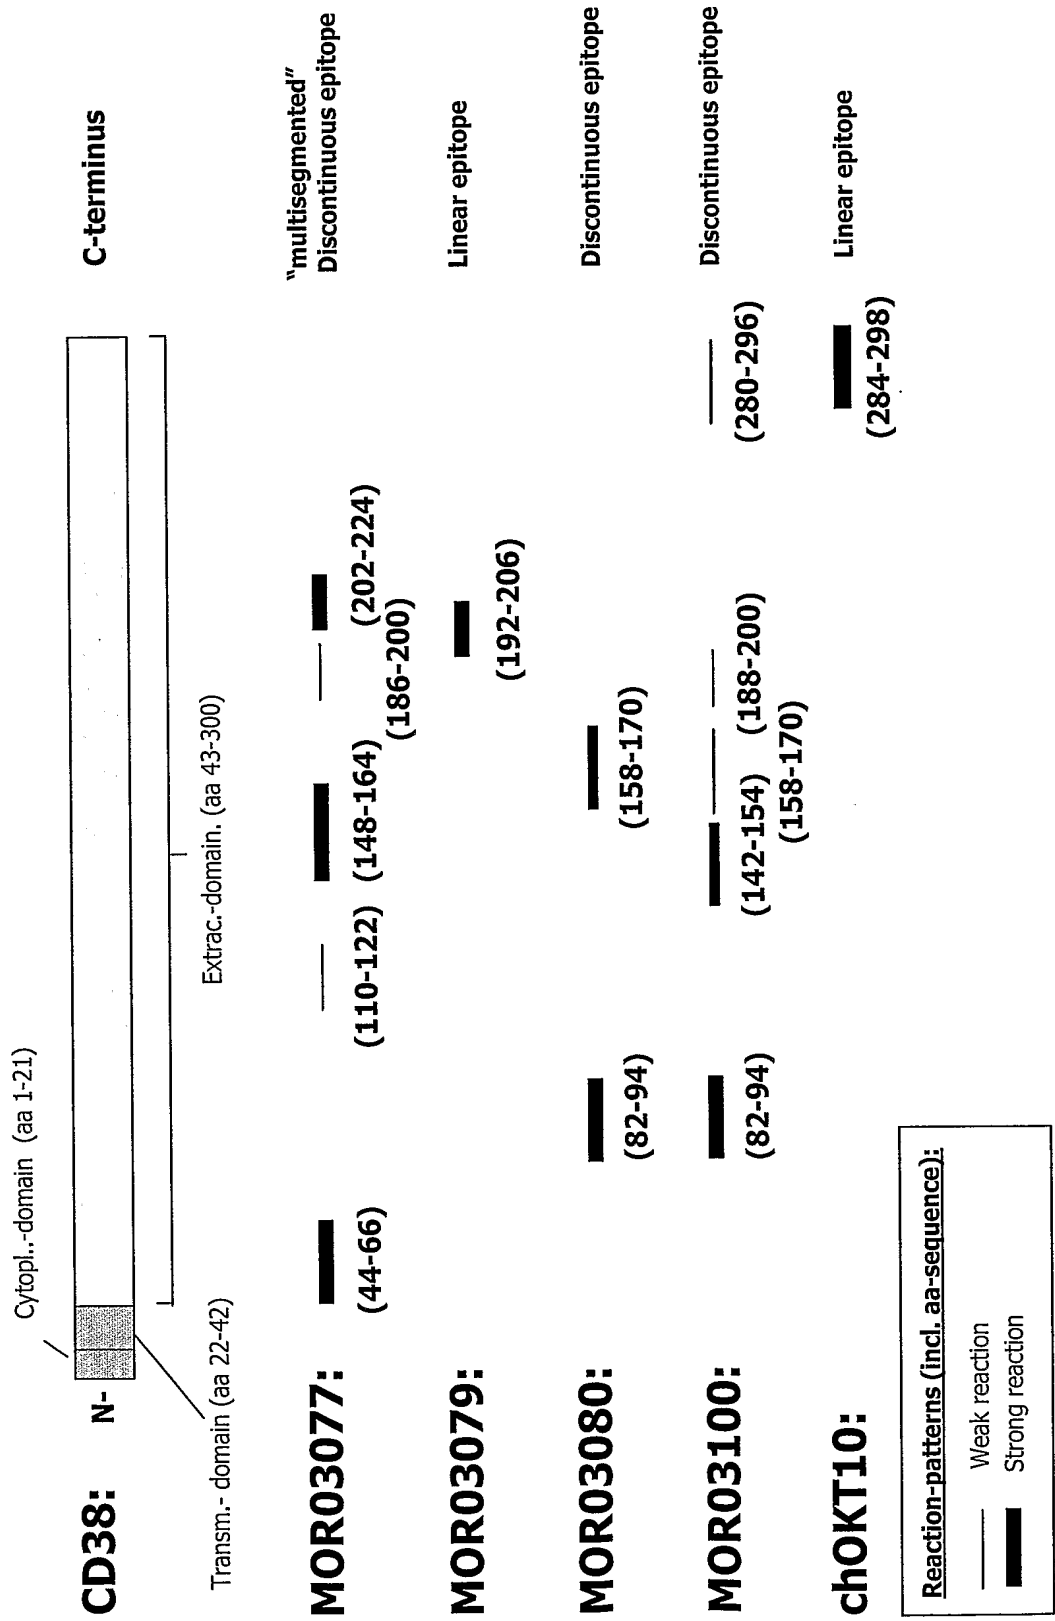 Cytopl..-domain (aa 1-21)
CD38:
N-
C-terminus
Transm.- domain (aa 22-42)
Extrac.-domain. (aa 43-300)
MOR03077:
"multisegmented"
Discontinuous epitope
(44-66)
(110-122)
(148-164)
(202-224)
(186-200)
MOR03079:
Linear epitope
(192-206)
MOR03080:
Discontinuous epitope
(82-94)
(158-170)
MOR03100:
Discontinuous epitope
(82-94)
(142-154)
(188-200)
(280-296)
(158-170)
chOKT10:
Linear epitope
(284-298)
Reaction-patterns (incl. aa-sequence):
Weak reaction
Strong reaction